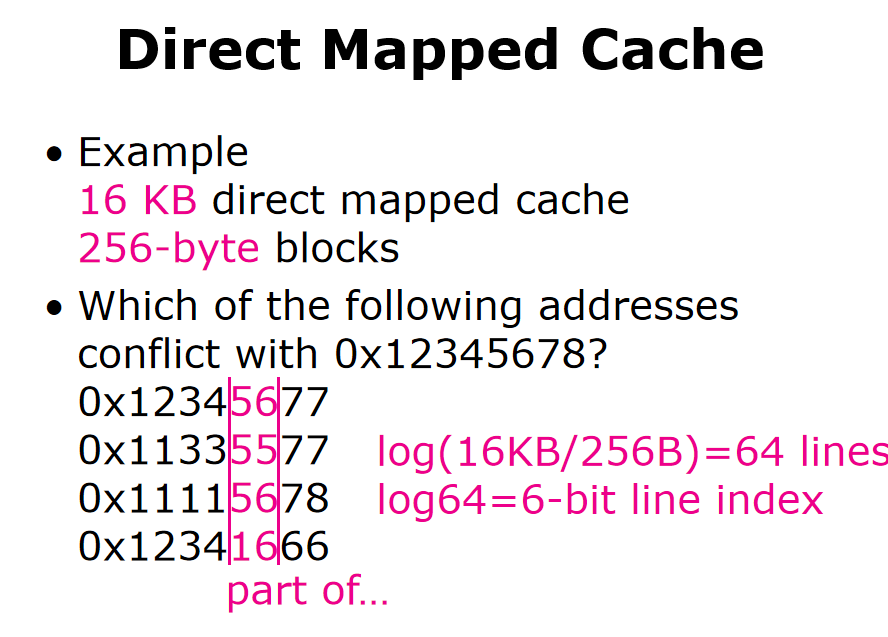 Direct Mapped Cache
• Example
16 KB direct mapped cache
256-byte blocks
• Which of the following addresses
conflict with 0x12345678?
0x12345677
0x11335577 log(16KB/256B)=64 lines
0x11115678 log64=6-bit line index
0x12341666
part of…